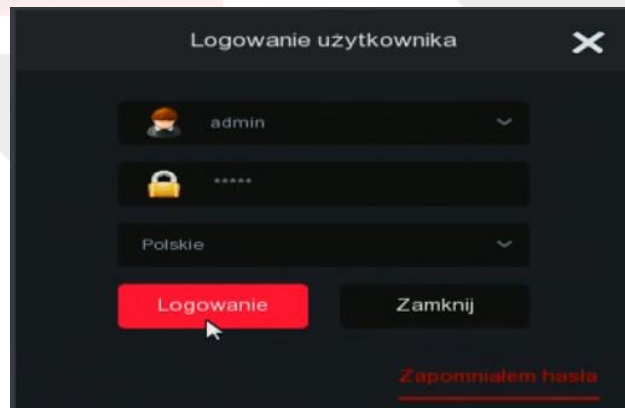 Logowanie użytkownika
admin
*****
Polskie
Logowanie Zamknij
Zapomniałem hasła